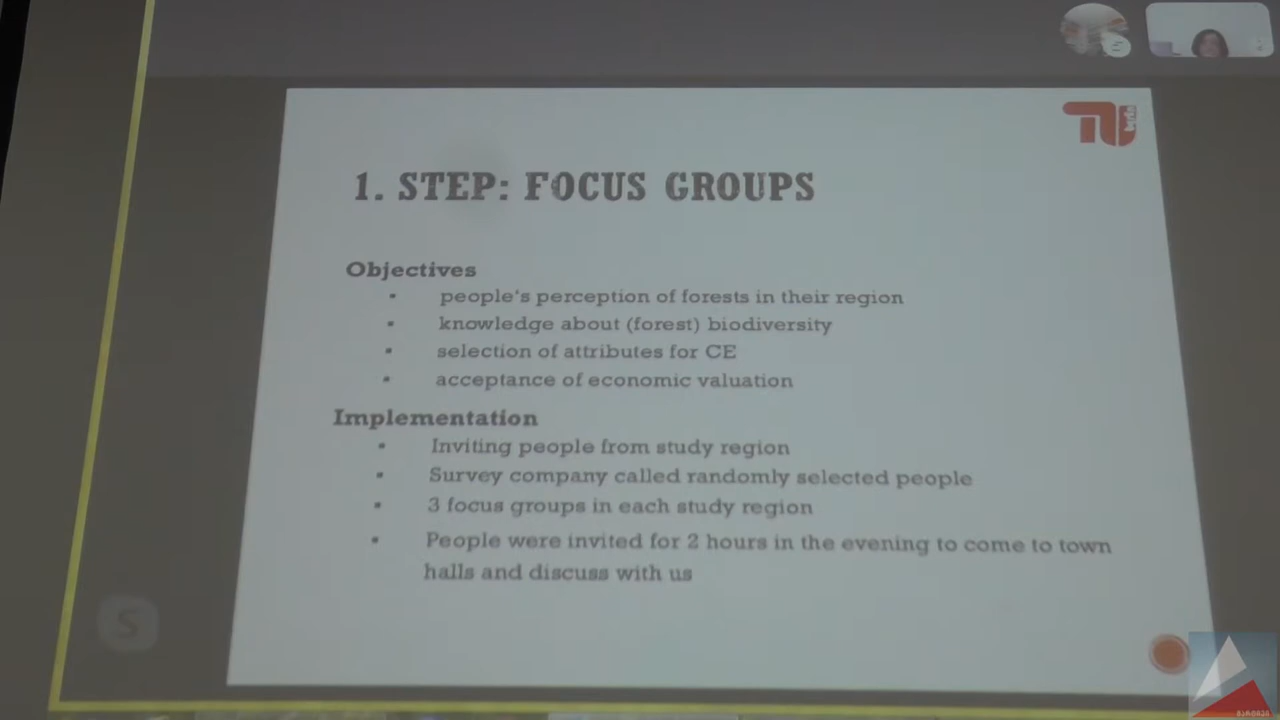 1. STEP: FOCUS GROUPS
Objectives
▪ people's perception of forests in their region
▪ knowledge about (forest) biodiversity
▪ selection of attributes for CE
▪ acceptance of economic valuation
Implementation
▪ Inviting people from study region
▪ Survey company called randomly selected people
▪ 3 focus groups in each study region
▪ People were invited for 2 hours in the evening to come to town
halls and discuss with us
S